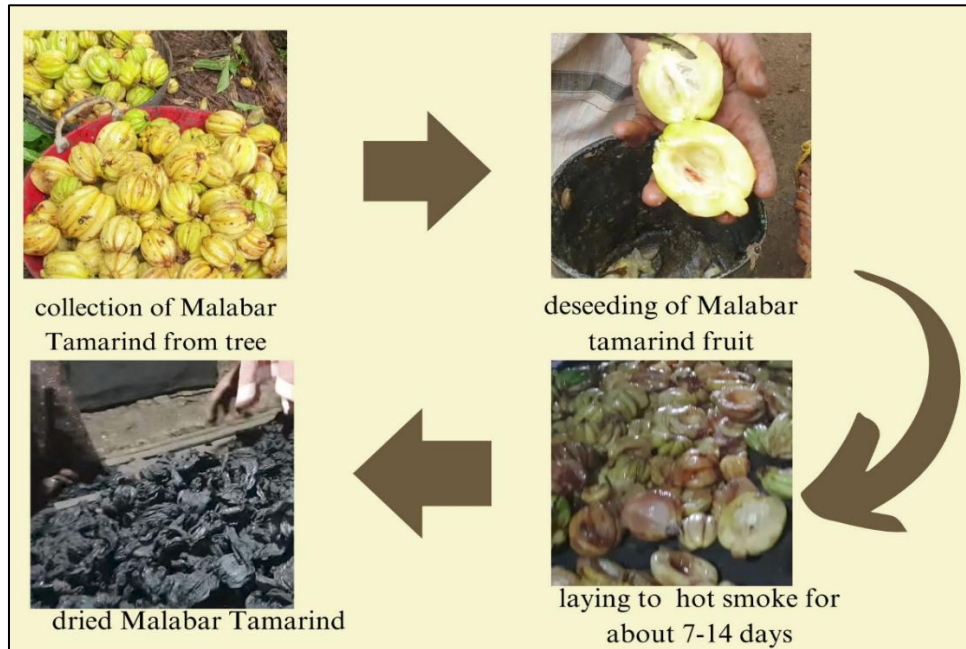 collection of Malabar
Tamarind from tree
deseeding of Malabar
tamarind fruit
laying to hot smoke for
about 7-14 days
dried Malabar Tamarind